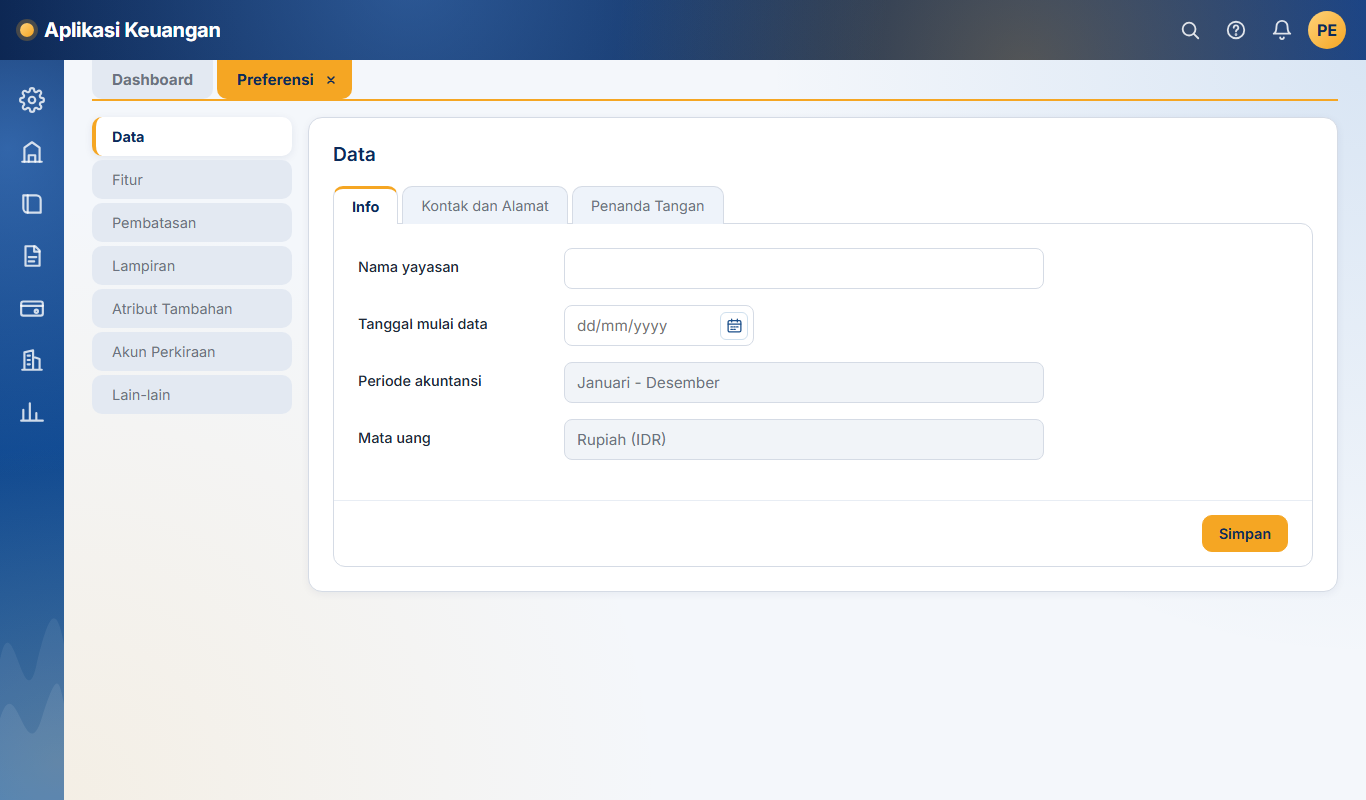 Aplikasi Keuangan
PE
Dashboard
Preferensi ×
Data
Fitur
Pembatasan
Lampiran
Atribut Tambahan
Akun Perkiraan
Lain-lain
Data
Info
Kontak dan Alamat
Penanda Tangan
Nama yayasan
Tanggal mulai data
dd/mm/yyyy
Periode akuntansi
Januari - Desember
Mata uang
Rupiah (IDR)
Simpan